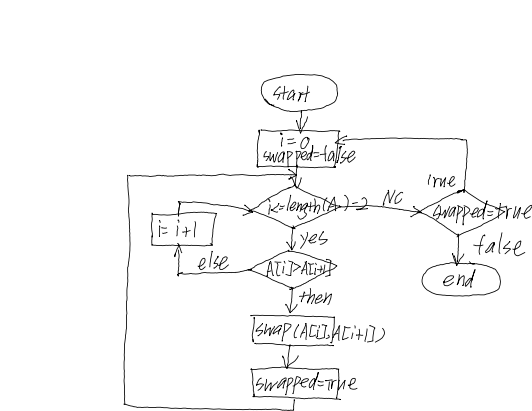 start
i=0
swapped=false
i<=length(A)-2
NO
True
swapped=true
i=i+1
yes
false
else
A[i]>A[i+1]
end
then
swap(A[i],A[i+1])
swapped=true